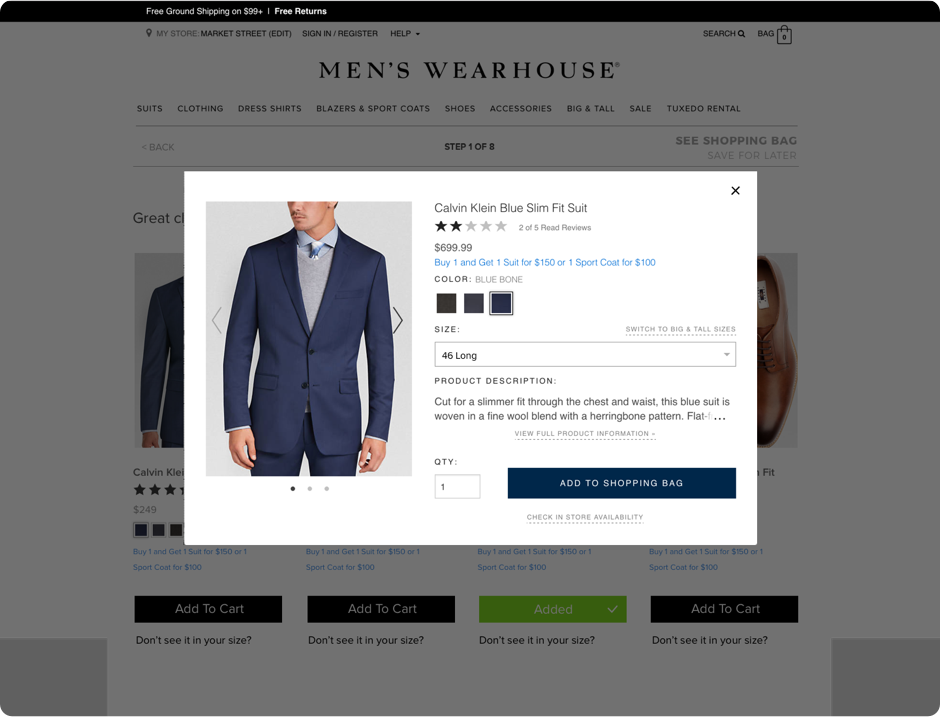 Free Ground Shipping on $99+ | Free Returns
MY STORE: MARKET STREET (EDIT) SIGN IN / REGISTER HELP
SEARCH BAG 0
MEN'S WEARHOUSE®
SUITS CLOTHING DRESS SHIRTS BLAZERS & SPORT COATS SHOES ACCESSORIES BIG & TALL SALE TUXEDO RENTAL
< BACK STEP 1 OF 8 SEE SHOPPING BAG
SAVE FOR LATER
Great cl
Calvin Klein Blue Slim Fit Suit
2 of 5 Read Reviews
$699.99
Buy 1 and Get 1 Suit for $150 or 1 Sport Coat for $100
COLOR: BLUE BONE
SIZE: SWITCH TO BIG & TALL SIZES
46 Long
PRODUCT DESCRIPTION:
Cut for a slimmer fit through the chest and waist, this blue suit is
woven in a fine wool blend with a herringbone pattern. Flat-f...
VIEW FULL PRODUCT INFORMATION »
QTY:
1 ADD TO SHOPPING BAG
CHECK IN STORE AVAILABILITY
Calvin Klei
n Fit
$249
Buy 1 and Get 1 Suit for $150 or 1
Sport Coat for $100
Buy 1 and Get 1 Suit for $150 or 1
Sport Coat for $100
Buy 1 and Get 1 Suit for $150 or 1
Sport Coat for $100
Buy 1 and Get 1 Suit for $150 or 1
Sport Coat for $100
Add To Cart Add To Cart Added Add To Cart
Don't see it in your size? Don't see it in your size? Don't see it in your size? Don't see it in your size?